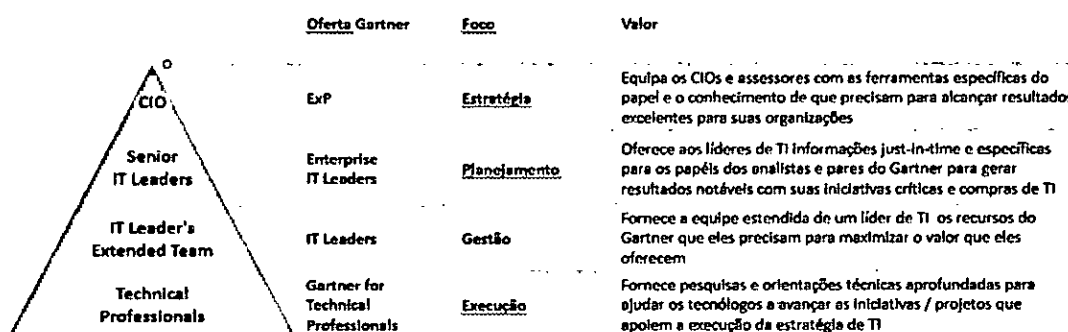 Oferta Gartner Foco Valor
CIO
ExP
Estratégia
Equipa os CIOs e assessores com as ferramentas específicas do
papel e o conhecimento de que precisam para alcançar resultados
excelentes para suas organizações
Senior
IT Leaders
Enterprise
IT Leaders
Planejamento
Oferece aos líderes de TI informações just-in-time e específicas
para os papéis dos analistas e pares do Gartner para gerar
resultados notáveis com suas iniciativas críticas e compras de TI
IT Leader's
Extended Team
IT Leaders
Gestão
Fornece a equipe estendida de um líder de TI os recursos do
Gartner que eles precisam para maximizar o valor que eles
oferecem
Technical
Professionals
Gartner for
Technical
Professionals
Execução
Fornece pesquisas e orientações técnicas aprofundadas para
ajudar os tecnólogos a avançar as iniciativas / projetos que
apoiem a execução da estratégia de TI